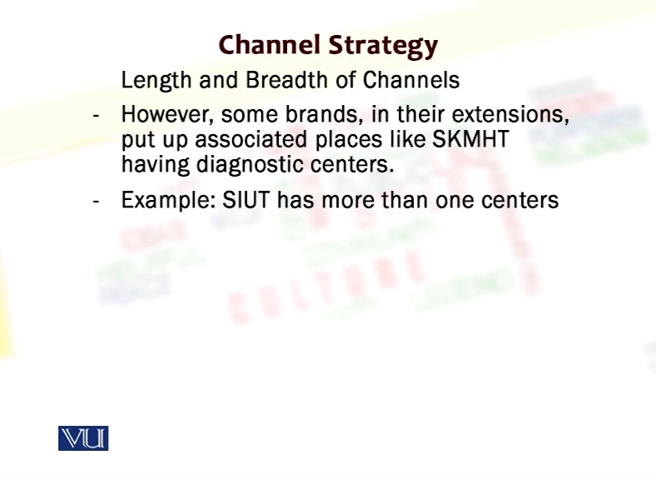 Channel Strategy
Length and Breadth of Channels
- However, some brands, in their extensions,
put up associated places like SKMHT
having diagnostic centers.
- Example: SIUT has more than one centers
CULTURE
VU